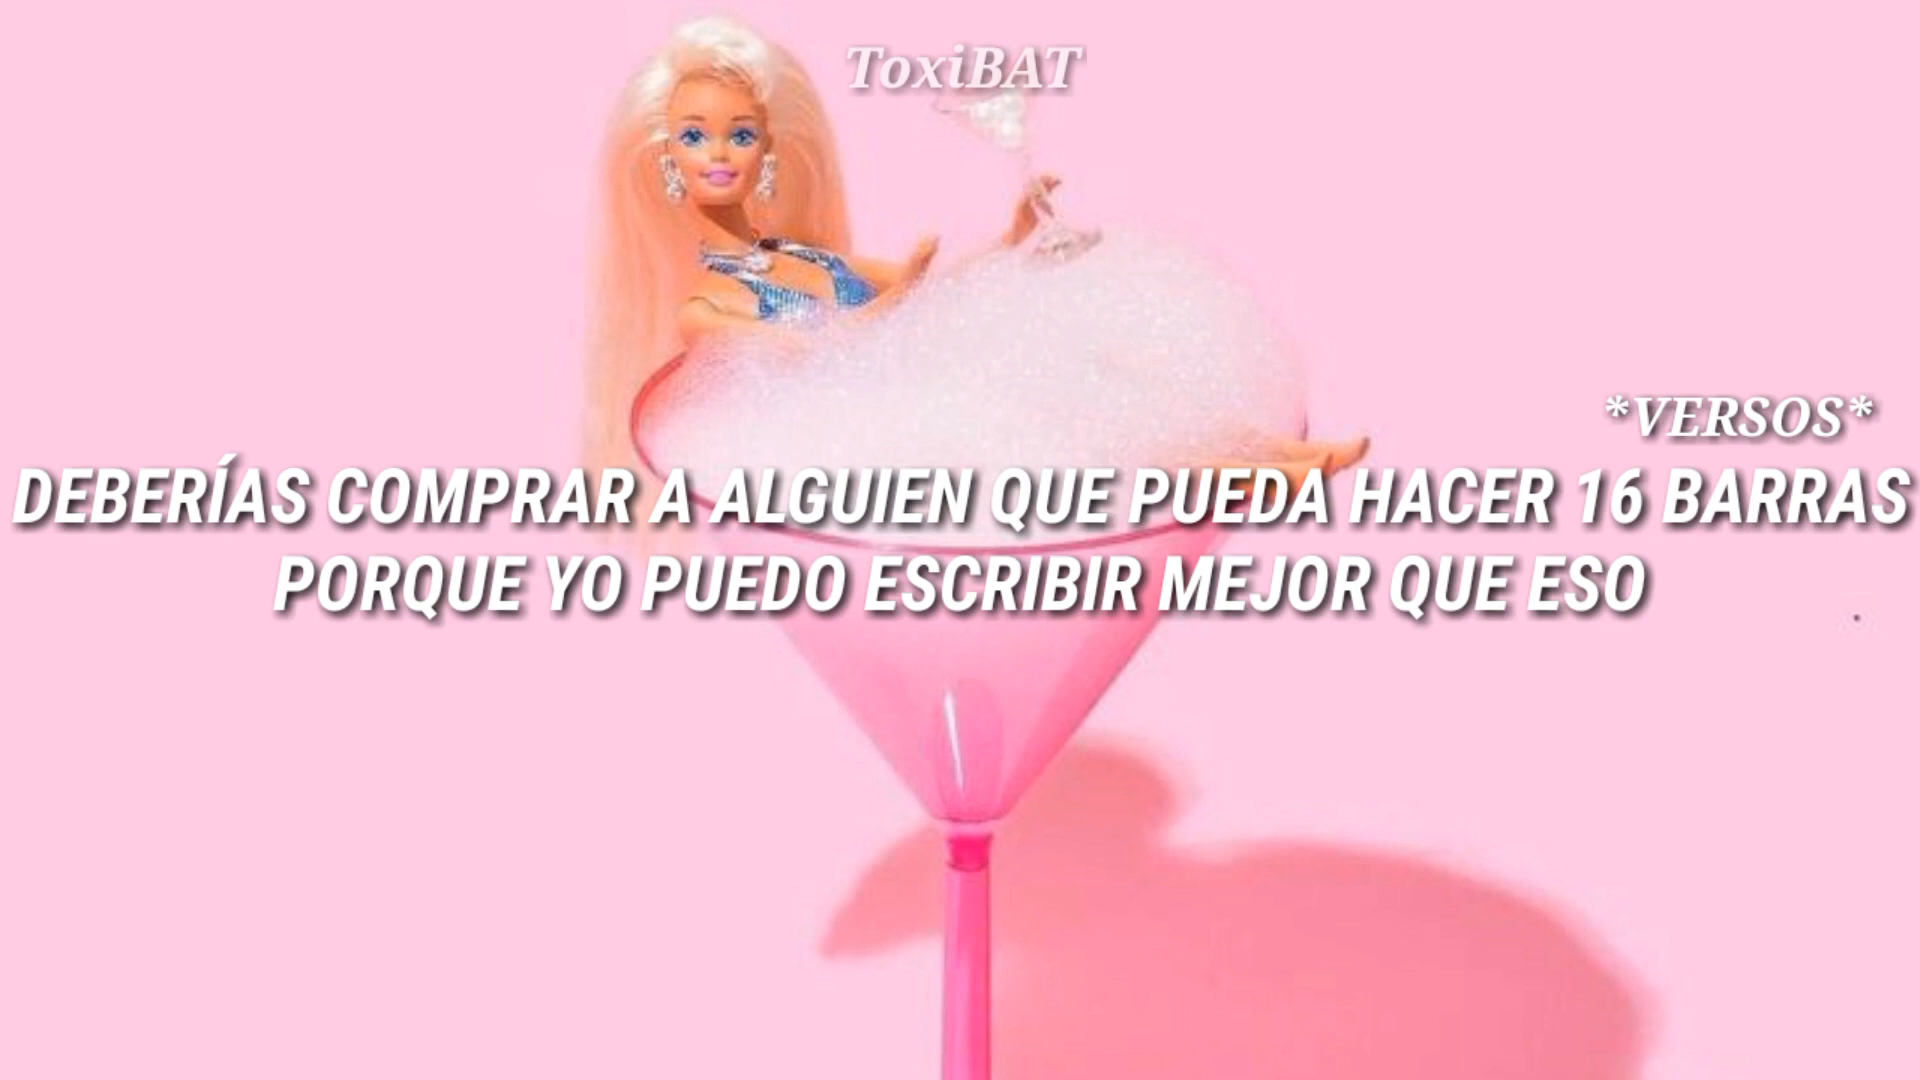 ToxiBAT
*VERSOS*
DEBERÍAS COMPRAR A ALGUIEN QUE PUEDA HACER 16 BARRAS
PORQUE YO PUEDO ESCRIBIR MEJOR QUE ESO